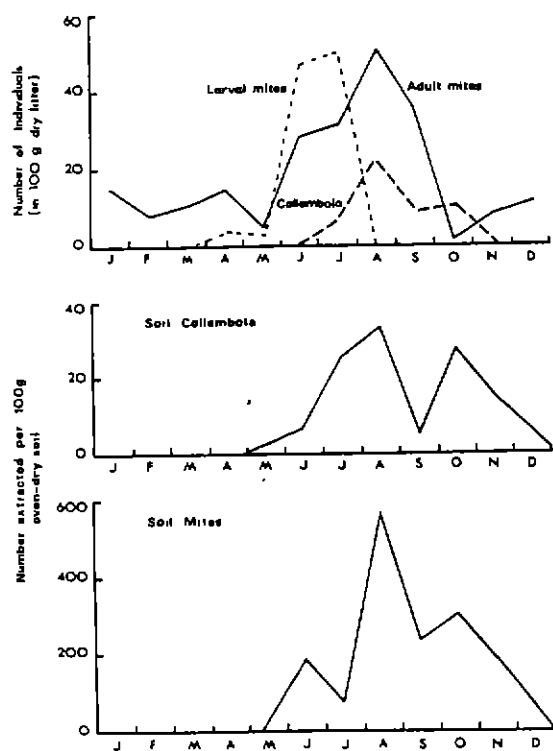 60
40
20
0
Number of Individuals
(in 100 g dry litter)
Larval mites
Adult mites
Collembola
J F M A M J J A S O N D
40
20
0
Soil Collembola
J F M A M J J A S O N D
Number extracted per 100g
oven-dry soil
600
400
200
0
Soil Mites
J F M A M J J A S O N D